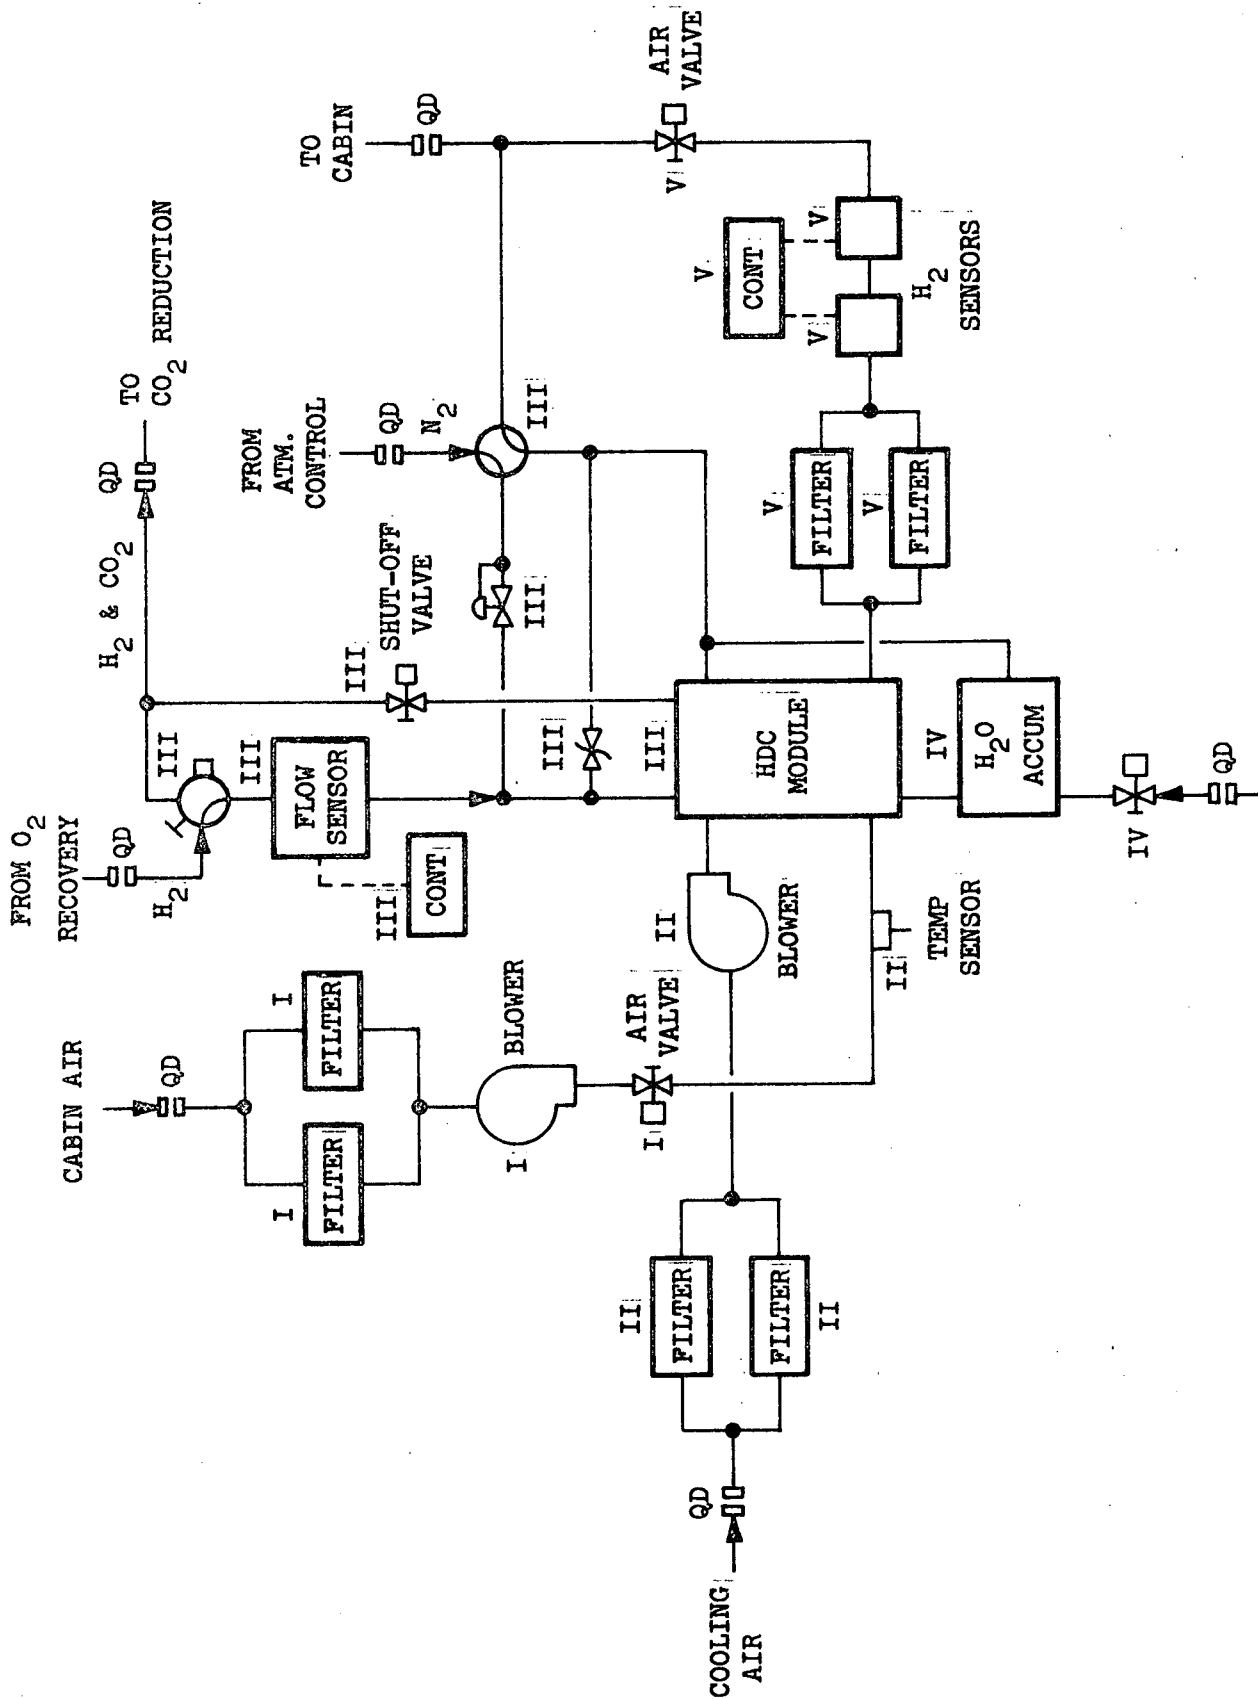 FROM O2
RECOVERY
QD
H2
III
III
FLOW
SENSOR
III
CONT
H2 & CO2
QD
TO
CO2 REDUCTION
III
SHUT-OFF
VALVE
FROM
ATM.
CONTROL
QD
N2
III
III
III
TO
CABIN
QD
AIR
VALVE
V
CABIN AIR
QD
I
FILTER
I
FILTER
I
BLOWER
I
AIR
VALVE
COOLING
AIR
QD
II
FILTER
FILTER
II
II
BLOWER
II
TEMP
SENSOR
III
HDC
MODULE
IV
H2O
ACCUM
IV
QD
V
FILTER
V
FILTER
V
CONT
V
V
H2
SENSORS